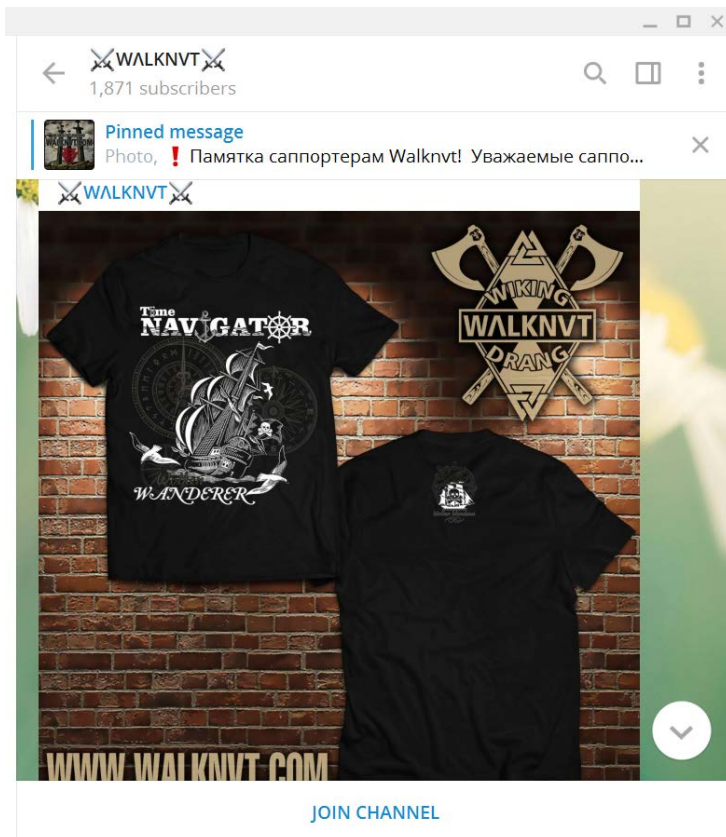 ⚔WΛLKNVT⚔
1,871 subscribers
Pinned message
Photo, ❗ Памятка саппортерам Walknvt! Уважаемые саппо...
⚔WΛLKNVT⚔
Time
NAVIGATOR
WANDERER
WIKING
WΛLKNVT
DRANG
WWW.WALKNVT.COM
JOIN CHANNEL